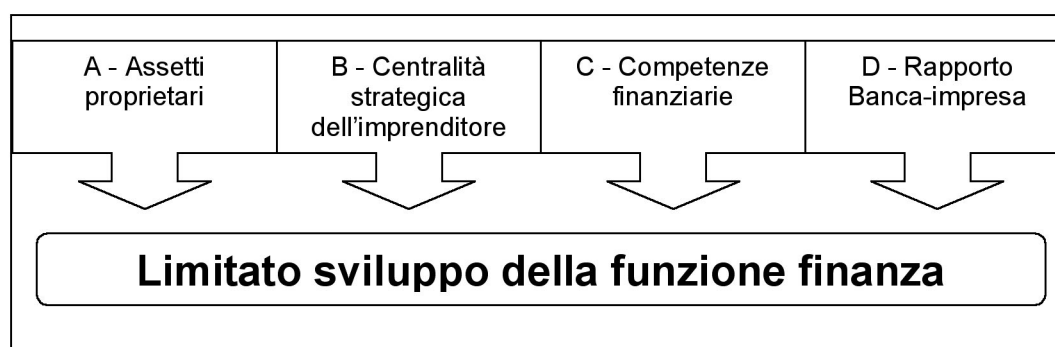 A - Assetti
proprietari
B - Centralità
strategica
dell'imprenditore
C - Competenze
finanziarie
D - Rapporto
Banca-impresa
Limitato sviluppo della funzione finanza